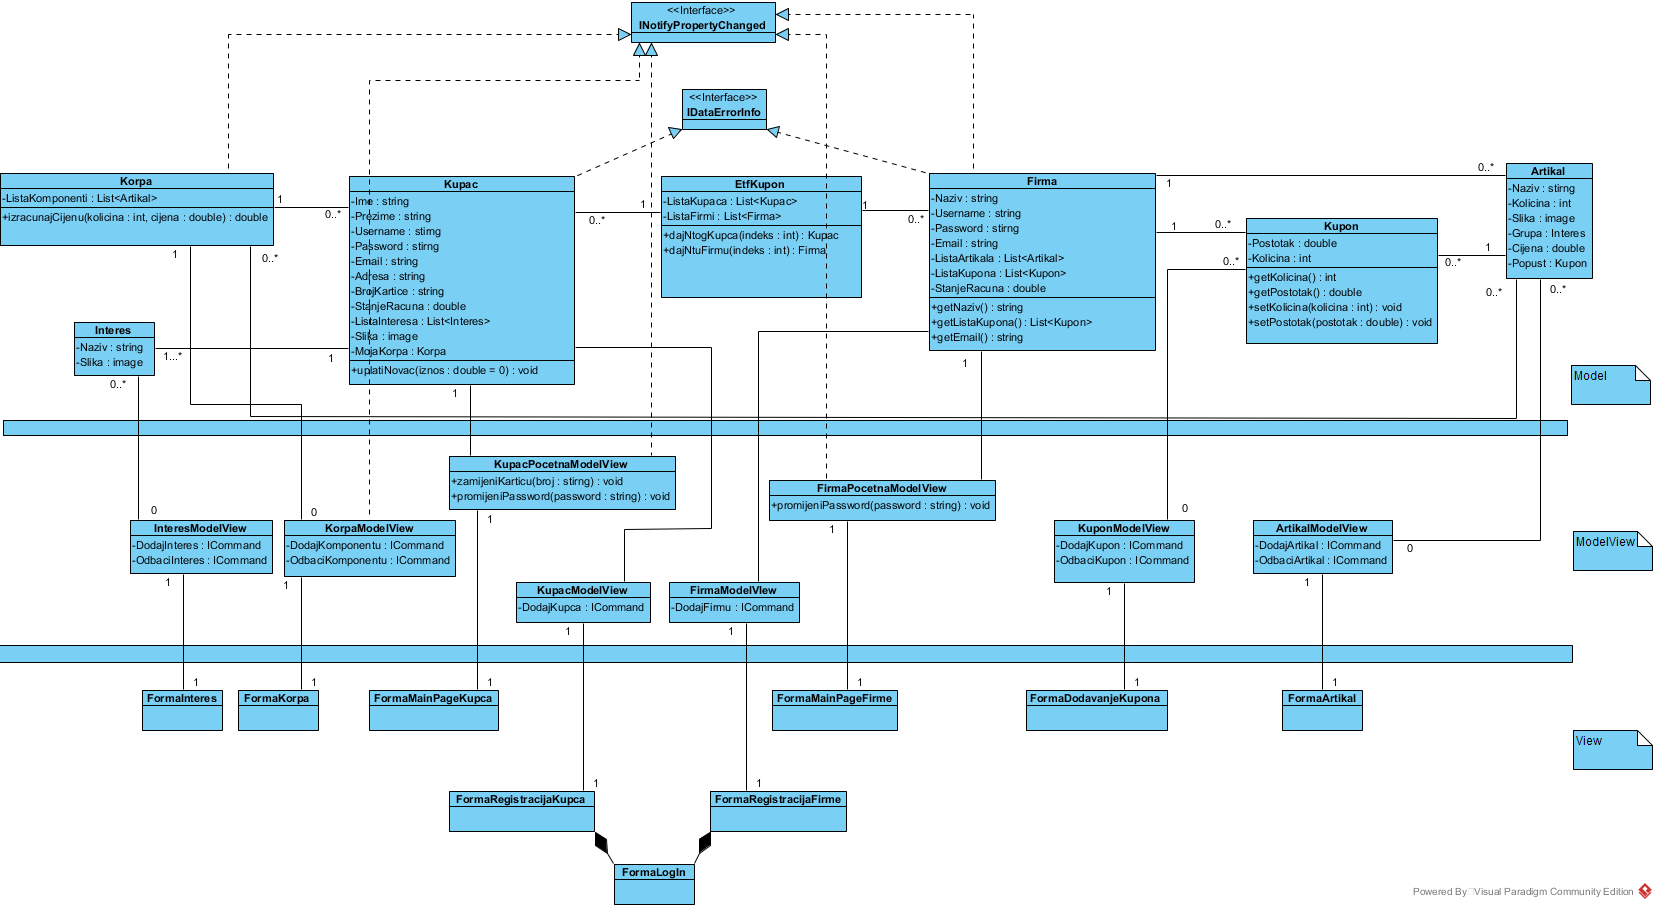 <<Interface>>
INotifyPropertyChanged
<<Interface>>
IDataErrorInfo
Korpa
-ListaKomponenti : List<Artikal>
+izracunajCijenu(kolicina : int, cijena : double) : double
1
0..*
1
0..*
Kupac
-Ime : string
-Prezime : string
-Username : stirng
-Password : stirng
-Email : string
-Adresa : string
-BrojKartice : string
-StanjeRacuna : double
-ListaInteresa : List<Interes>
-Slika : image
-MojaKorpa : Korpa
+uplatiNovac(iznos : double = 0) : void
1
0..*
1
1
EtfKupon
-ListaKupaca : List<Kupac>
-ListaFirmi : List<Firma>
+dajNtogKupca(indeks : int) : Kupac
+dajNtuFirmu(indeks : int) : Firma
1
0..*
Firma
-Naziv : string
-Username : string
-Password : stirng
-Email : string
-ListaArtikala : List<Artikal>
-ListaKupona : List<Kupon>
-StanjeRacuna : double
+getNaziv() : string
+getListaKupona() : List<Kupon>
+getEmail() : string
1
0..*
1
0..*
1
Kupon
-Postotak : double
-Kolicina : int
+getKolicina() : int
+getPostotak() : double
+setKolicina(kolicina : int) : void
+setPostotak(postotak : double) : void
0..*
1
0..*
Artikal
-Naziv : stirng
-Kolicina : int
-Slika : image
-Grupa : Interes
-Cijena : double
-Popust : Kupon
0..*
0..*
Interes
-Naziv : string
-Slika : image
1...*
0..*
Model
KupacPocetnaModelView
+zamijeniKarticu(broj : stirng) : void
+promijeniPassword(password : string) : void
1
FirmaPocetnaModelView
+promijeniPassword(password : string) : void
1
0
InteresModelView
-DodajInteres : ICommand
-OdbaciInteres : ICommand
1
0
KorpaModelView
-DodajKomponentu : ICommand
-OdbaciKomponentu : ICommand
1
0
KuponModelView
-DodajKupon : ICommand
-OdbaciKupon : ICommand
1
ArtikalModelView
-DodajArtikal : ICommand
-OdbaciArtikal : ICommand
0
1
ModelView
KupacModelView
-DodajKupca : ICommand
1
FirmaModelVIew
-DodajFirmu : ICommand
1
1
FormaInteres
1
FormaKorpa
1
FormaMainPageKupca
1
FormaMainPageFirme
1
FormaDodavanjeKupona
1
FormaArtikal
View
1
FormaRegistracijaKupca
1
FormaRegistracijaFirme
FormaLogIn
Powered By Visual Paradigm Community Edition